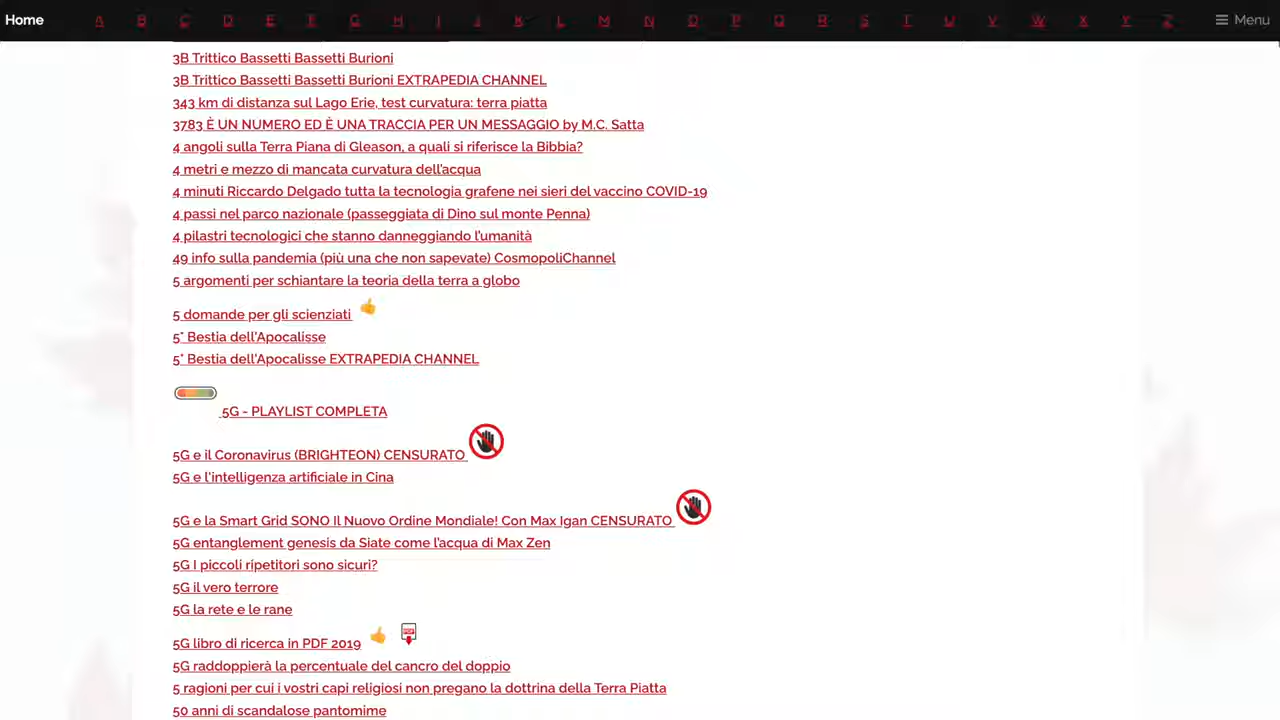 Home A B C D E F G H I J K L M N O P Q R S T U V W X Y Z Menu
3B Trittico Bassetti Bassetti Burioni
3B Trittico Bassetti Bassetti Burioni EXTRAPEDIA CHANNEL
343 km di distanza sul Lago Erie, test curvatura: terra piatta
3783 È UN NUMERO ED È UNA TRACCIA PER UN MESSAGGIO by M.C. Satta
4 angoli sulla Terra Piana di Gleason, a quali si riferisce la Bibbia?
4 metri e mezzo di mancata curvatura dell'acqua
4 minuti Riccardo Delgado tutta la tecnologia grafene nei sieri del vaccino COVID-19
4 passi nel parco nazionale (passeggiata di Dino sul monte Penna)
4 pilastri tecnologici che stanno danneggiando l'umanità
49 info sulla pandemia (più una che non sapevate) CosmopoliChannel
5 argomenti per schiantare la teoria della terra a globo
5 domande per gli scienziati
5° Bestia dell'Apocalisse
5° Bestia dell'Apocalisse EXTRAPEDIA CHANNEL
5G - PLAYLIST COMPLETA
5G e il Coronavirus (BRIGHTEON) CENSURATO
5G e l'intelligenza artificiale in Cina
5G e la Smart Grid SONO Il Nuovo Ordine Mondiale! Con Max Igan CENSURATO
5G entanglement genesis da Siate come l'acqua di Max Zen
5G I piccoli ripetitori sono sicuri?
5G il vero terrore
5G la rete e le rane
5G libro di ricerca in PDF 2019
5G raddoppierà la percentuale del cancro del doppio
5 ragioni per cui i vostri capi religiosi non pregano la dottrina della Terra Piatta
50 anni di scandalose pantomime